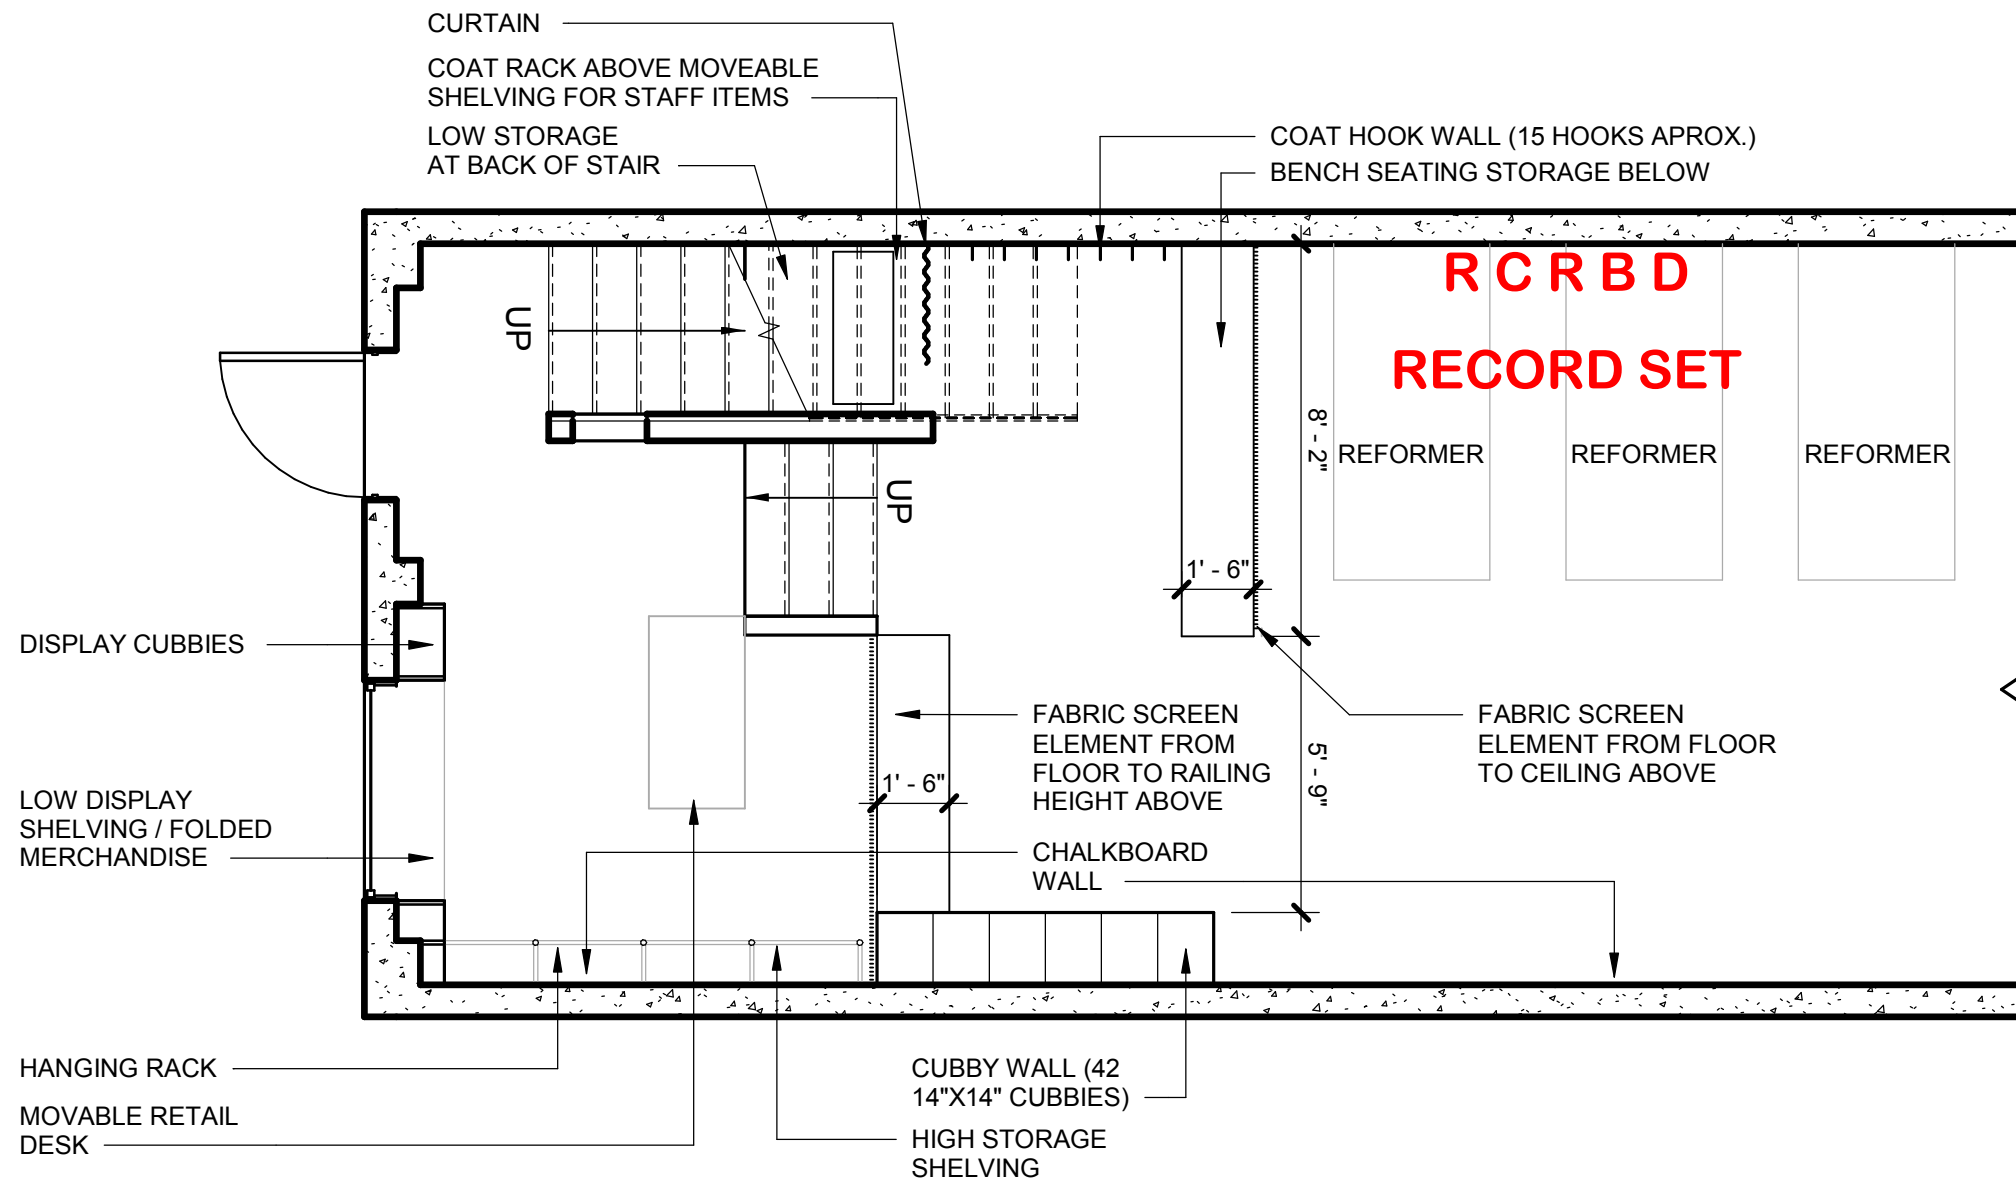 CURTAIN
COAT RACK ABOVE MOVEABLE
SHELVING FOR STAFF ITEMS
LOW STORAGE
AT BACK OF STAIR
COAT HOOK WALL (15 HOOKS APROX.)
BENCH SEATING STORAGE BELOW
R C R B D
RECORD SET
UP
UP
8' - 2"
REFORMER
REFORMER
REFORMER
1' - 6"
DISPLAY CUBBIES
FABRIC SCREEN
ELEMENT FROM
FLOOR TO RAILING
HEIGHT ABOVE
FABRIC SCREEN
ELEMENT FROM FLOOR
TO CEILING ABOVE
1' - 6"
5' - 9"
LOW DISPLAY
SHELVING / FOLDED
MERCHANDISE
CHALKBOARD
WALL
HANGING RACK
MOVABLE RETAIL
DESK
CUBBY WALL (42
14"X14" CUBBIES)
HIGH STORAGE
SHELVING